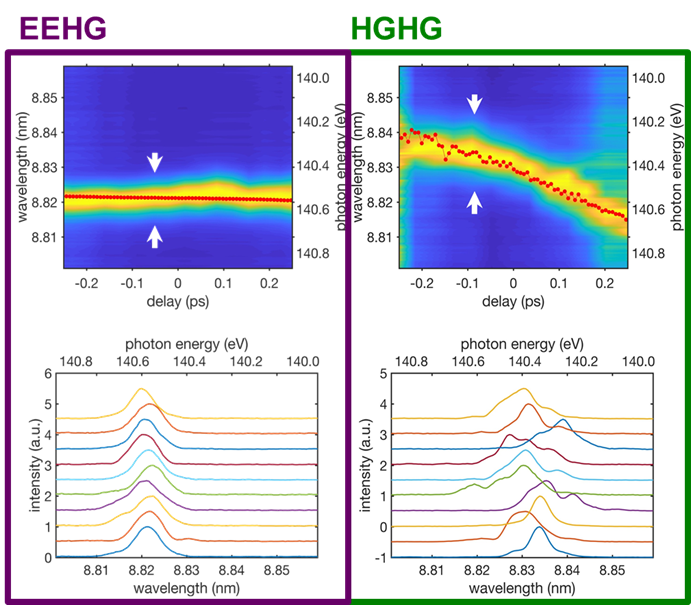 EEHG
HGHG
wavelength (nm)
8.85
8.84
8.83
8.82
8.81
140.0
140.2
140.4
140.6
140.8
photon energy (eV)
-0.2
-0.1
0
0.1
0.2
delay (ps)
wavelength (nm)
8.85
8.84
8.83
8.82
8.81
140.0
140.2
140.4
140.6
140.8
photon energy (eV)
-0.2
-0.1
0
0.1
0.2
delay (ps)
photon energy (eV)
140.8 140.6 140.4 140.2 140.0
intensity (a.u.)
6
5
4
3
2
1
0
8.81 8.82 8.83 8.84 8.85
wavelength (nm)
photon energy (eV)
140.8 140.6 140.4 140.2 140.0
intensity (a.u.)
5
4
3
2
1
0
-1
8.81 8.82 8.83 8.84 8.85
wavelength (nm)